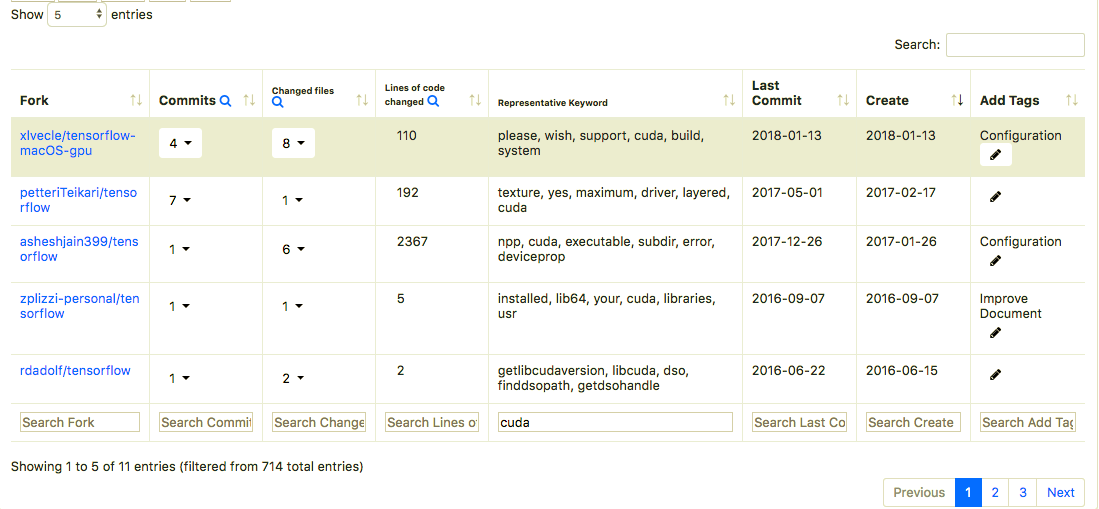 Show 5 entries
Search:
Fork
Commits
Changed files
Lines of code
changed
Representative Keyword
Last
Commit
Create
Add Tags
xlvecle/tensorflow-
macOS-gpu
4
8
110
please, wish, support, cuda, build,
system
2018-01-13
2018-01-13
Configuration
petteriTeikari/tenso
rflow
7
1
192
texture, yes, maximum, driver, layered,
cuda
2017-05-01
2017-02-17
asheshjain399/tens
orflow
1
6
2367
npp, cuda, executable, subdir, error,
deviceprop
2017-12-26
2017-01-26
Configuration
zplizzi-personal/ten
sorflow
1
1
5
installed, lib64, your, cuda, libraries,
usr
2016-09-07
2016-09-07
Improve
Document
rdadolf/tensorflow
1
2
2
getlibcudaversion, libcuda, dso,
finddsopath, getdsohandle
2016-06-22
2016-06-15
Search Fork
Search Commit
Search Change
Search Lines o
cuda
Search Last Co
Search Create
Search Add Tag
Showing 1 to 5 of 11 entries (filtered from 714 total entries)
Previous 1 2 3 Next